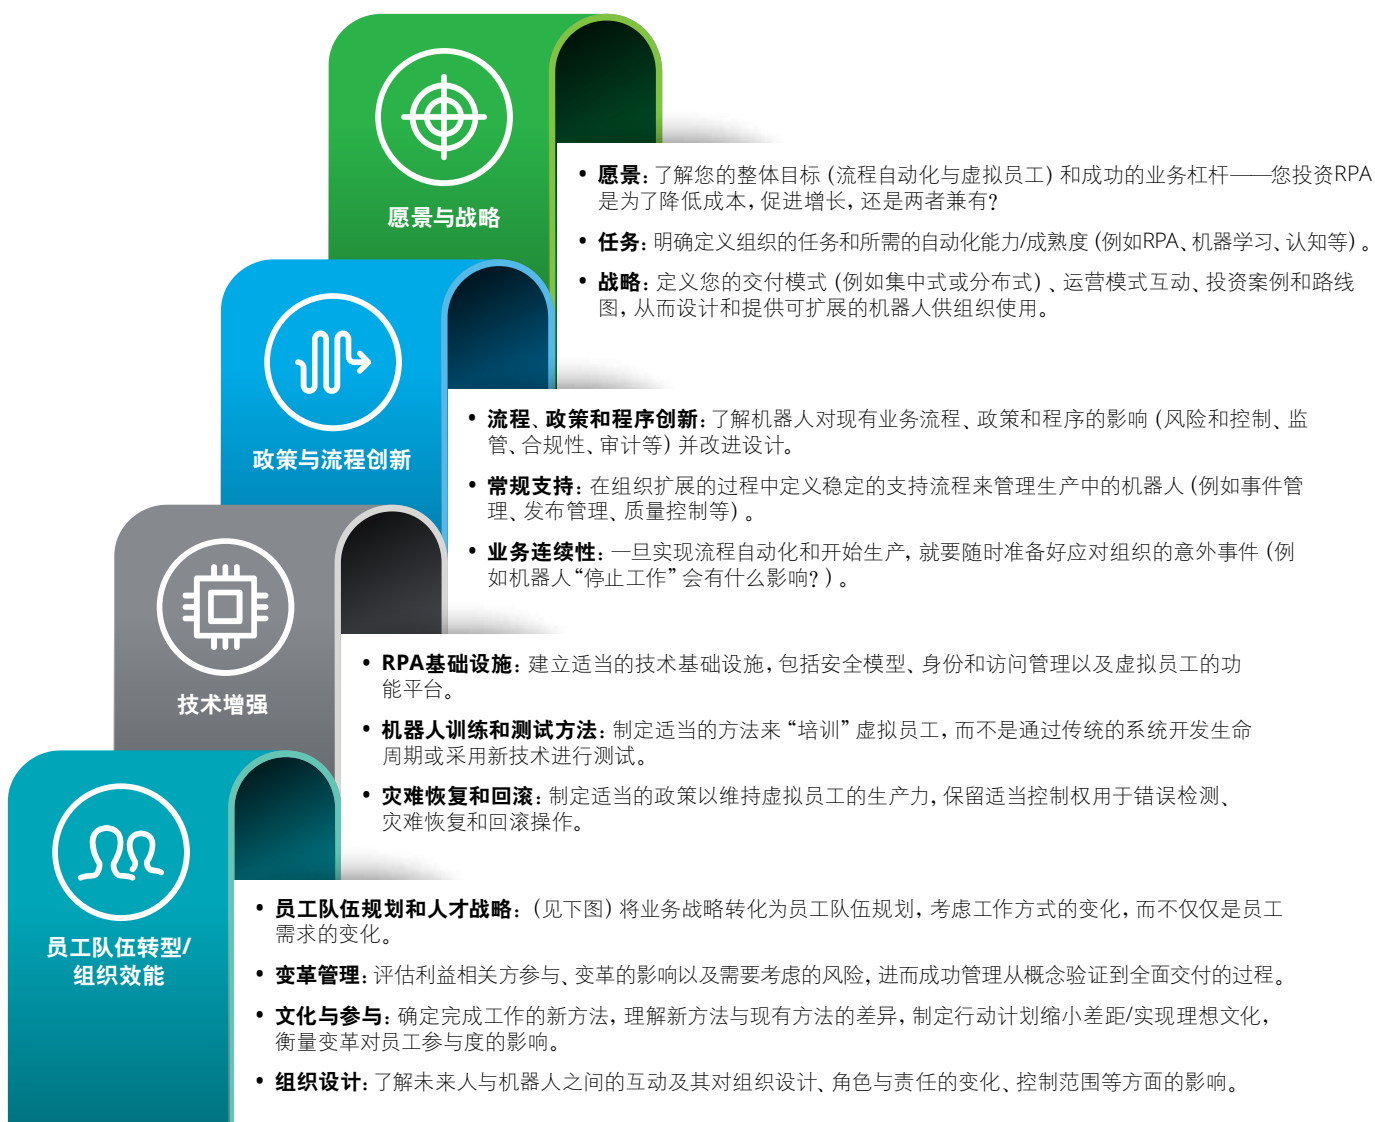 愿景与战略
• 愿景：了解您的整体目标（流程自动化与虚拟员工）和成功的业务杠杆——您投资RPA
是为了降低成本，促进增长，还是两者兼有？
• 任务：明确定义组织的任务和所需的自动化能力/成熟度（例如RPA、机器学习、认知等）。
• 战略：定义您的交付模式（例如集中式或分布式）、运营模式互动、投资案例和路线
图，从而设计和提供可扩展的机器人供组织使用。
政策与流程创新
• 流程、政策和程序创新：了解机器人对现有业务流程、政策和程序的影响（风险和控制、监
管、合规性、审计等）并改进设计。
• 常规支持：在组织扩展的过程中定义稳定的支持流程来管理生产中的机器人（例如事件管
理、发布管理、质量控制等）。
• 业务连续性：一旦实现流程自动化和开始生产，就要随时准备好应对组织的意外事件（例
如机器人“停止工作”会有什么影响？）。
技术增强
• RPA基础设施：建立适当的技术基础设施，包括安全模型、身份和访问管理以及虚拟员工的功
能平台。
• 机器人训练和测试方法：制定适当的方法来“培训”虚拟员工，而不是通过传统的系统开发生命
周期或采用新技术进行测试。
• 灾难恢复和回滚：制定适当的政策以维持虚拟员工的生产力，保留适当控制权用于错误检测、
灾难恢复和回滚操作。
员工队伍转型/
组织效能
• 员工队伍规划和人才战略：（见下图）将业务战略转化为员工队伍规划，考虑工作方式的变化，而不仅仅是员工
需求的变化。
• 变革管理：评估利益相关方参与、变革的影响以及需要考虑的风险，进而成功管理从概念验证到全面交付的过程。
• 文化与参与：确定完成工作的新方法，理解新方法与现有方法的差异，制定行动计划缩小差距/实现理想文化，
衡量变革对员工参与度的影响。
• 组织设计：了解未来人与机器人之间的互动及其对组织设计、角色与责任的变化、控制范围等方面的影响。